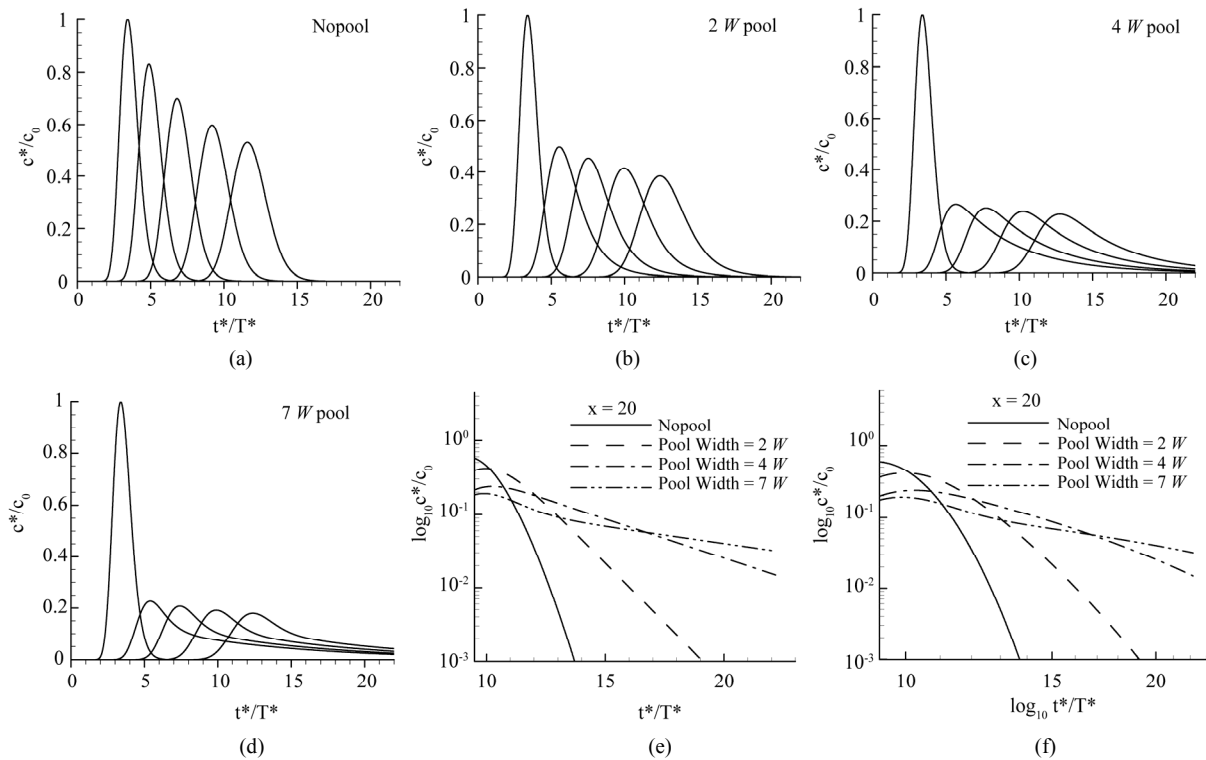 Nopool
1
0.8
0.6
0.4
0.2
0
c*/c₀
0
5
10
15
20
t*/T*
(a)
2 W pool
1
0.8
0.6
0.4
0.2
0
c*/c₀
0
5
10
15
20
t*/T*
(b)
4 W pool
1
0.8
0.6
0.4
0.2
0
c*/c₀
0
5
10
15
20
t*/T*
(c)
7 W pool
1
0.8
0.6
0.4
0.2
0
c*/c₀
0
5
10
15
20
t*/T*
(d)
x = 20
Nopool
Pool Width = 2 W
Pool Width = 4 W
Pool Width = 7 W
10⁰
10⁻¹
10⁻²
10⁻³
log₁₀c*/c₀
10
15
20
t*/T*
(e)
x = 20
Nopool
Pool Width = 2 W
Pool Width = 4 W
Pool Width = 7 W
10⁰
10⁻¹
10⁻²
10⁻³
log₁₀c*/c₀
10
15
20
log₁₀ t*/T*
(f)